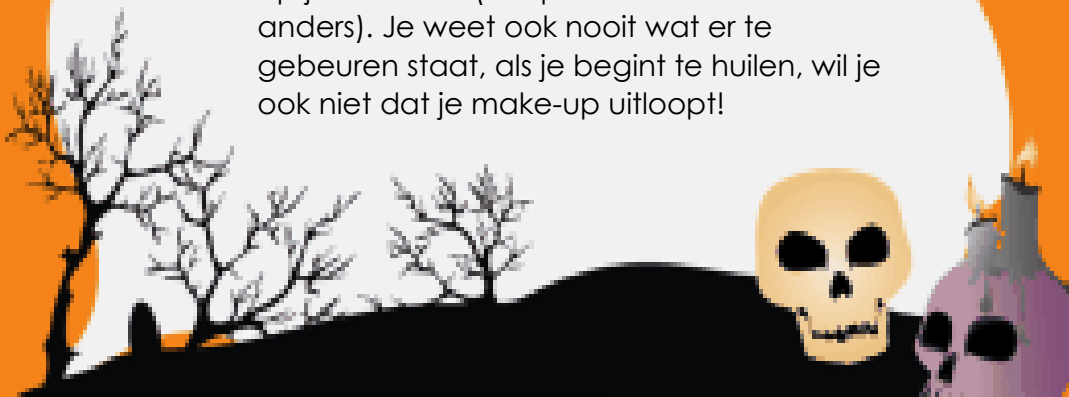 anders). Je weet ook nooit wat er te
gebeuren staat, als je begint te huilen, wil je
ook niet dat je make-up uitloopt!